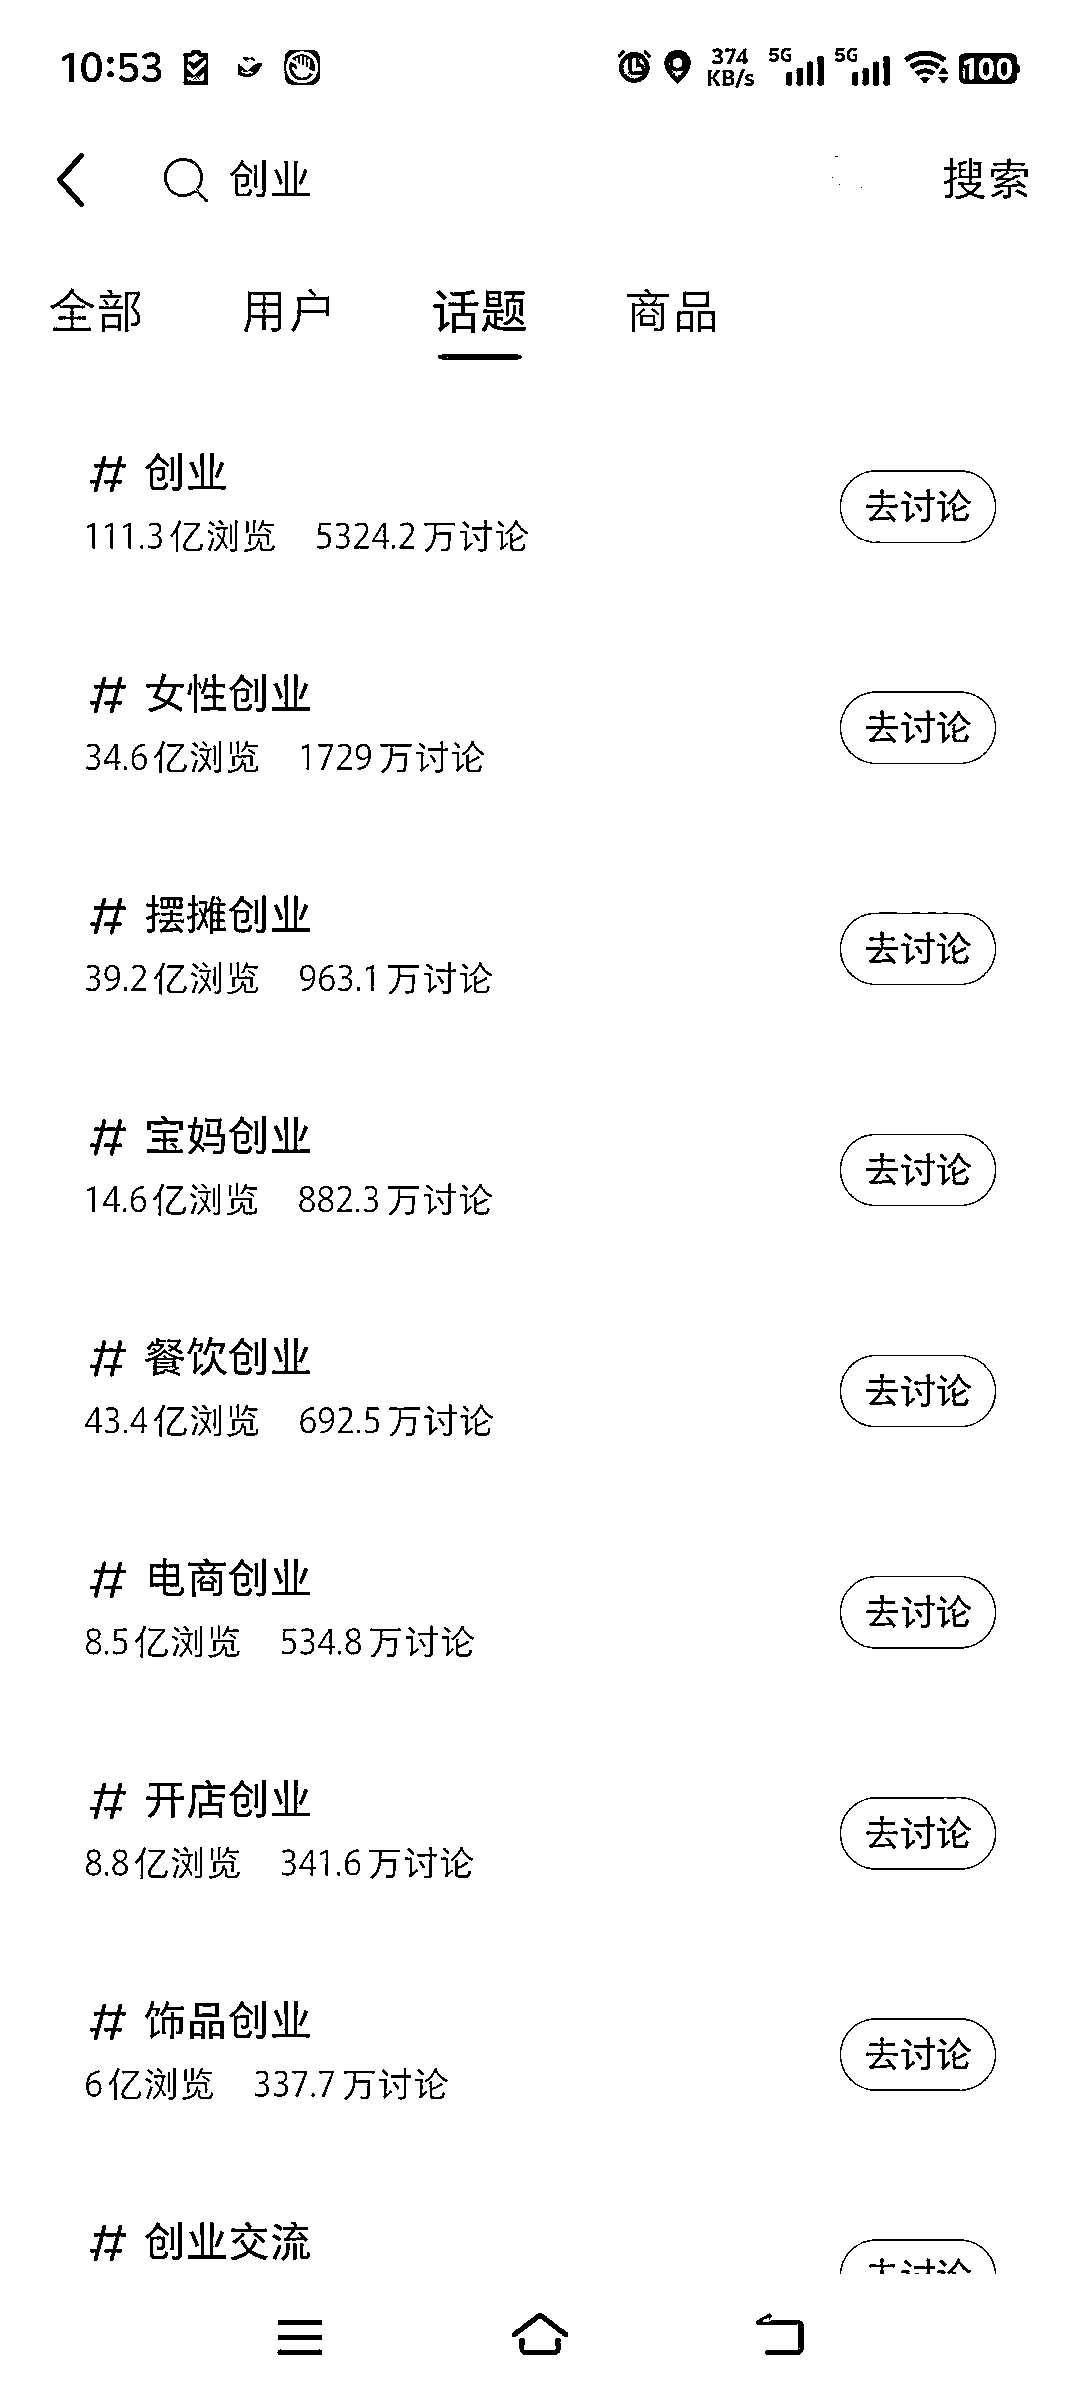 10:53 374 KB/s 5G 5G 100
创业 搜索
全部 用户 话题 商品
# 创业
111.3亿浏览 5324.2万讨论 去讨论
# 女性创业
34.6亿浏览 1729万讨论 去讨论
# 摆摊创业
39.2亿浏览 963.1万讨论 去讨论
# 宝妈创业
14.6亿浏览 882.3万讨论 去讨论
# 餐饮创业
43.4亿浏览 692.5万讨论 去讨论
# 电商创业
8.5亿浏览 534.8万讨论 去讨论
# 开店创业
8.8亿浏览 341.6万讨论 去讨论
# 饰品创业
6亿浏览 337.7万讨论 去讨论
# 创业交流
去讨论